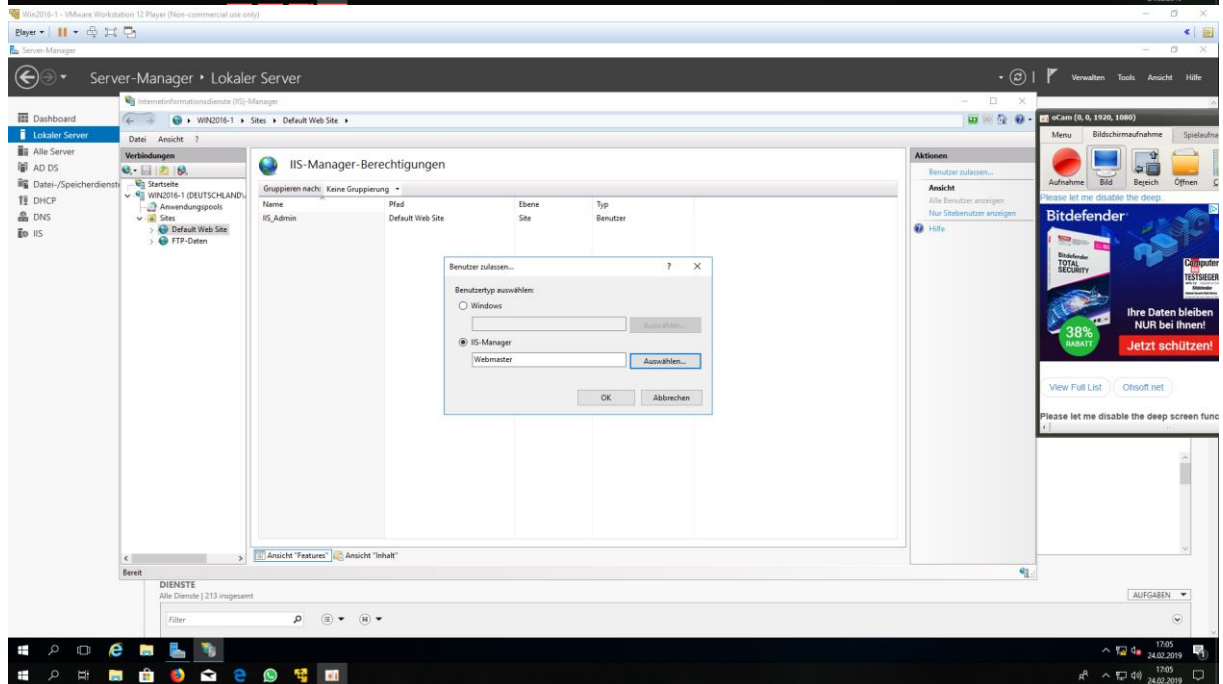 Win2016-1 - VMware Workstation 12 Player (Non-commercial use only)
Player
Server-Manager
Server-Manager ‣ Lokaler Server
Verwalten Tools Ansicht Hilfe
Internetinformationsdienste (IIS)-Manager
WIN2016-1 ‣ Sites ‣ Default Web Site ‣
Datei Ansicht ?
Dashboard
Lokaler Server
Alle Server
AD DS
Datei-/Speicherdienst
DHCP
DNS
IIS
Verbindungen
Startseite
WIN2016-1 (DEUTSCHLAND\
Anwendungspools
Sites
Default Web Site
FTP-Daten
IIS-Manager-Berechtigungen
Gruppieren nach: Keine Gruppierung
Name Pfad Ebene Typ
IIS_Admin Default Web Site Site Benutzer
Benutzer zulassen... ? X
Benutzertyp auswählen:
Windows
Auswählen...
IIS-Manager
Webmaster
Auswählen...
OK Abbrechen
Aktionen
Benutzer zulassen...
Ansicht
Alle Benutzer anzeigen
Nur Sitebenutzer anzeigen
Hilfe
oCam (0, 0, 1920, 1080)
Menu Bildschirmaufnahme Spielaufna
Aufnahme Bild Bereich Öffnen
Please let me disable the deep
Bitdefender
Bitdefender
TOTAL
SECURITY
Computer
TESTSIEGER
Ihre Daten bleiben
NUR bei Ihnen!
38%
RABATT
Jetzt schützen!
View Full List Ohsoft.net
Please let me disable the deep screen func
Ansicht "Features" Ansicht "Inhalt"
Bereit
DIENSTE
Alle Dienste | 213 insgesamt
AUFGABEN
Filter
17:05
24.02.2019
17:05
24.02.2019